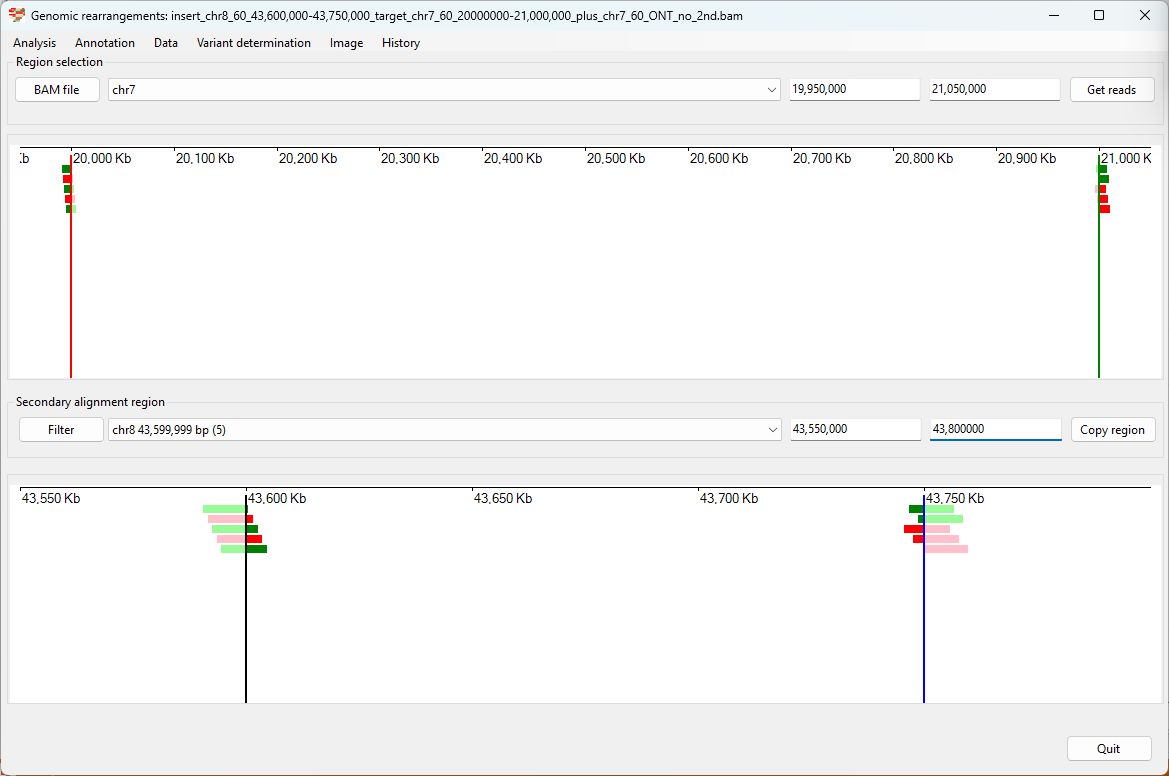 Genomic rearrangements: insert_chr8_60_43,600,000-43,750,000_target_chr7_60_20000000-21,000,000_plus_chr7_60_ONT_no_2nd.bam
Analysis Annotation Data Variant determination Image History
Region selection
BAM file chr7 19,950,000 21,050,000 Get reads
b 20,000 Kb 20,100 Kb 20,200 Kb 20,300 Kb 20,400 Kb 20,500 Kb 20,600 Kb 20,700 Kb 20,800 Kb 20,900 Kb 21,000 K
Secondary alignment region
Filter chr8 43,599,999 bp (5) 43,550,000 43,800000 Copy region
43,550 Kb 43,600 Kb 43,650 Kb 43,700 Kb 43,750 Kb
Quit